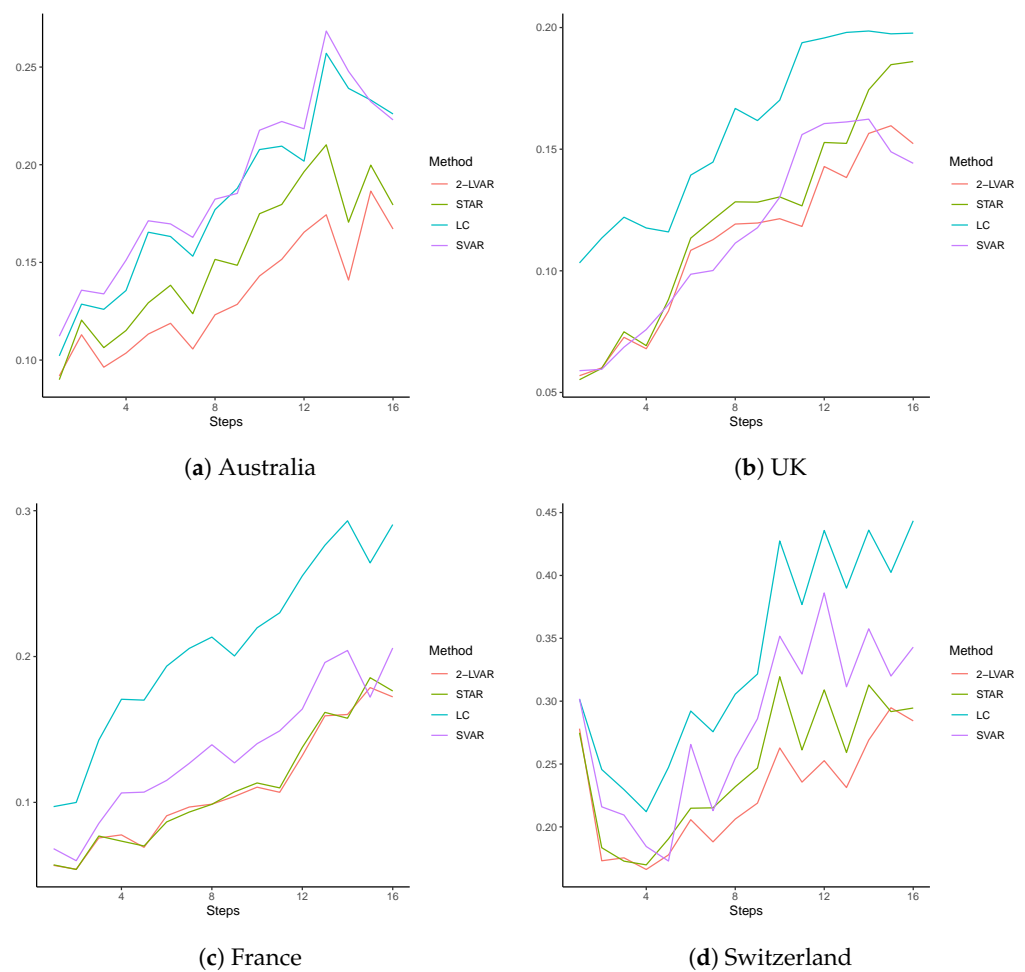 0.25
0.20
0.15
0.10
4
8
12
16
Steps
Method
2-LVAR
STAR
LC
SVAR
(a) Australia
0.20
0.15
0.10
0.05
4
8
12
16
Steps
Method
2-LVAR
STAR
LC
SVAR
(b) UK
0.3
0.2
0.1
4
8
12
16
Steps
Method
2-LVAR
STAR
LC
SVAR
(c) France
0.45
0.40
0.35
0.30
0.25
0.20
4
8
12
16
Steps
Method
2-LVAR
STAR
LC
SVAR
(d) Switzerland